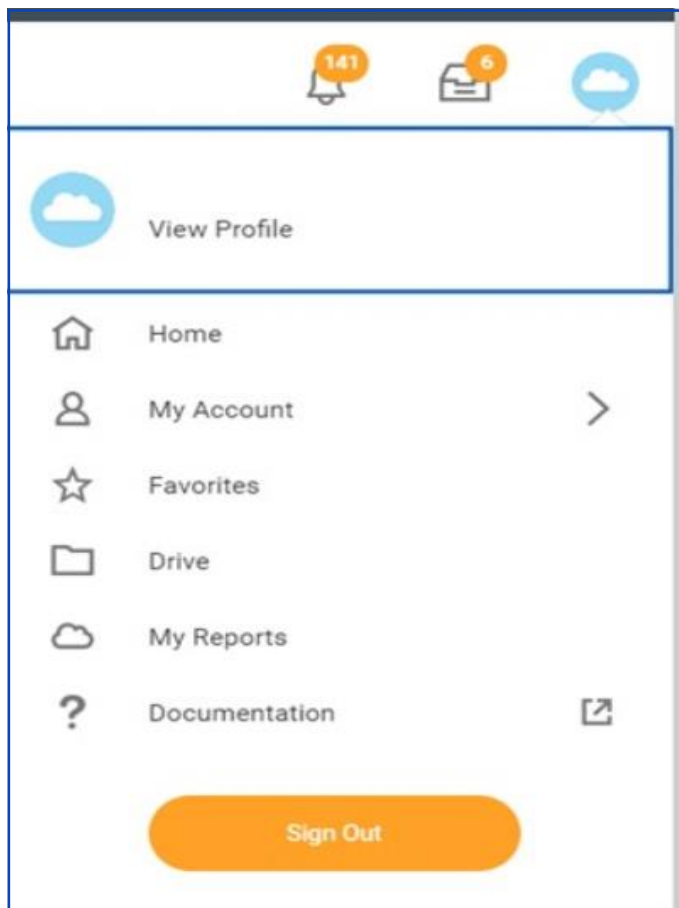 141
6
View Profile
Home
My Account
Favorites
Drive
My Reports
? Documentation
Sign Out